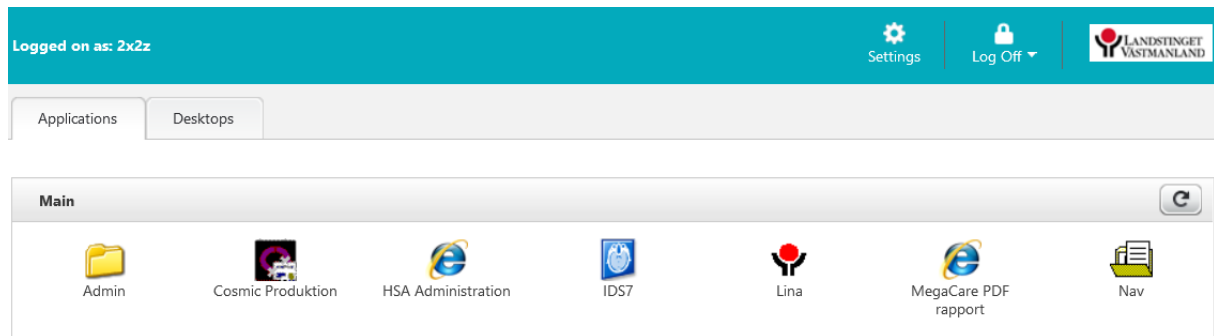 Logged on as: 2x2z
Settings
Log Off
LANDSTINGET
VÄSTMANLAND
Applications
Desktops
Main
Admin
Cosmic Produktion
HSA Administration
IDS7
Lina
MegaCare PDF
rapport
Nav